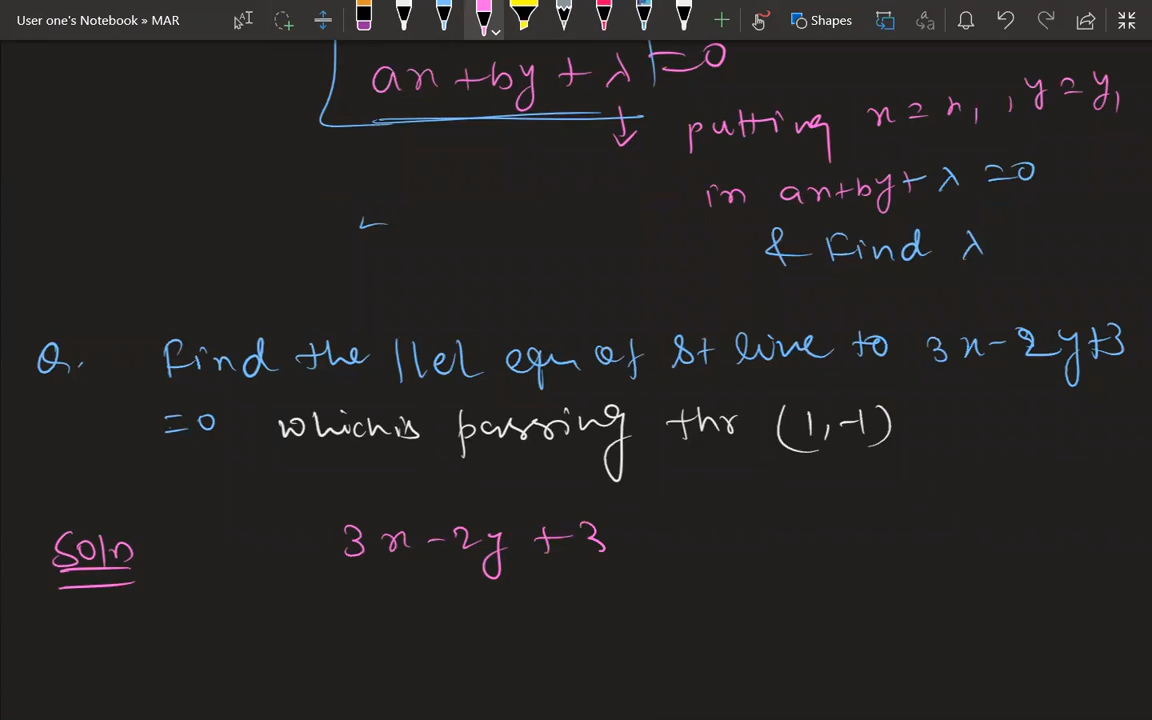 User one's Notebook » MAR
Shapes
ax + by + λ = 0
putting x = x₁, y = y₁
in ax+by+λ = 0
& Find λ
Q. Find the ||el equn of st line to 3x-2y+3
=0 which is passing thr (1,-1)
Soln 3x-2y+3